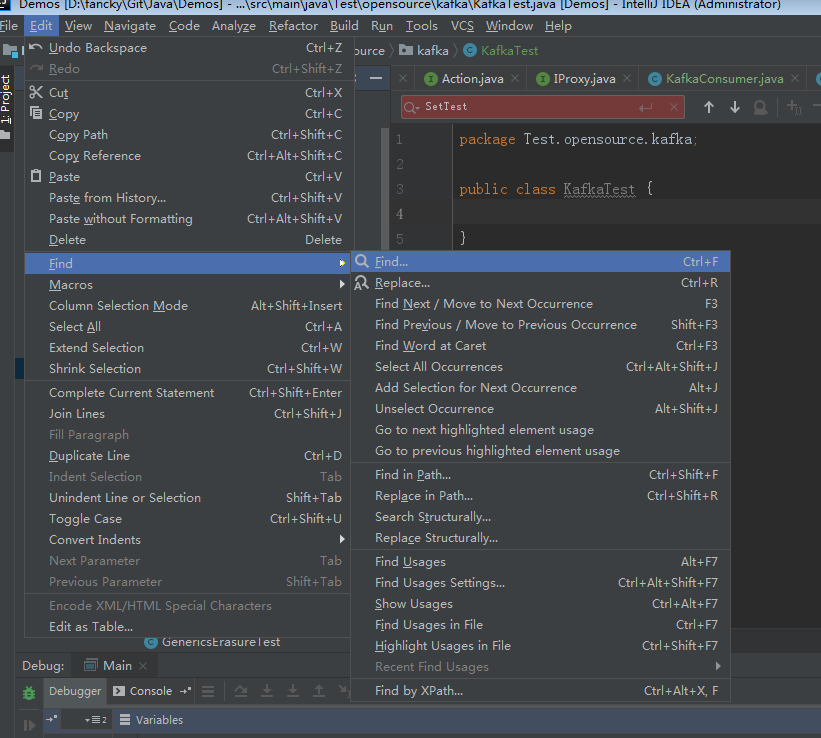 Demos [D:\fancky\Git\Java\Demos] - ...\src\main\java\Test\opensource\kafka\KafkaTest.java [Demos] - IntelliJ IDEA (Administrator)
File Edit View Navigate Code Analyze Refactor Build Run Tools VCS Window Help
ource kafka KafkaTest
1: Project
Undo Backspace Ctrl+Z
Redo Ctrl+Shift+Z
Cut Ctrl+X
Copy Ctrl+C
Copy Path Ctrl+Shift+C
Copy Reference Ctrl+Alt+Shift+C
Paste Ctrl+V
Paste from History... Ctrl+Shift+V
Paste without Formatting Ctrl+Alt+Shift+V
Delete Delete
Find
Macros
Column Selection Mode Alt+Shift+Insert
Select All Ctrl+A
Extend Selection Ctrl+W
Shrink Selection Ctrl+Shift+W
Complete Current Statement Ctrl+Shift+Enter
Join Lines Ctrl+Shift+J
Fill Paragraph
Duplicate Line Ctrl+D
Indent Selection Tab
Unindent Line or Selection Shift+Tab
Toggle Case Ctrl+Shift+U
Convert Indents
Next Parameter Tab
Previous Parameter Shift+Tab
Encode XML/HTML Special Characters
Edit as Table...
Action.java IProxy.java KafkaConsumer.java
SetTest
1 package Test.opensource.kafka;
2
3 public class KafkaTest {
4
5 }
Find... Ctrl+F
Replace... Ctrl+R
Find Next / Move to Next Occurrence F3
Find Previous / Move to Previous Occurrence Shift+F3
Find Word at Caret Ctrl+F3
Select All Occurrences Ctrl+Alt+Shift+J
Add Selection for Next Occurrence Alt+J
Unselect Occurrence Alt+Shift+J
Go to next highlighted element usage
Go to previous highlighted element usage
Find in Path... Ctrl+Shift+F
Replace in Path... Ctrl+Shift+R
Search Structurally...
Replace Structurally...
Find Usages Alt+F7
Find Usages Settings... Ctrl+Alt+Shift+F7
Show Usages Ctrl+Alt+F7
Find Usages in File Ctrl+F7
Highlight Usages in File Ctrl+Shift+F7
Recent Find Usages
Find by XPath... Ctrl+Alt+X, F
GenericsErasureTest
Debug: Main
Debugger Console
2 Variables